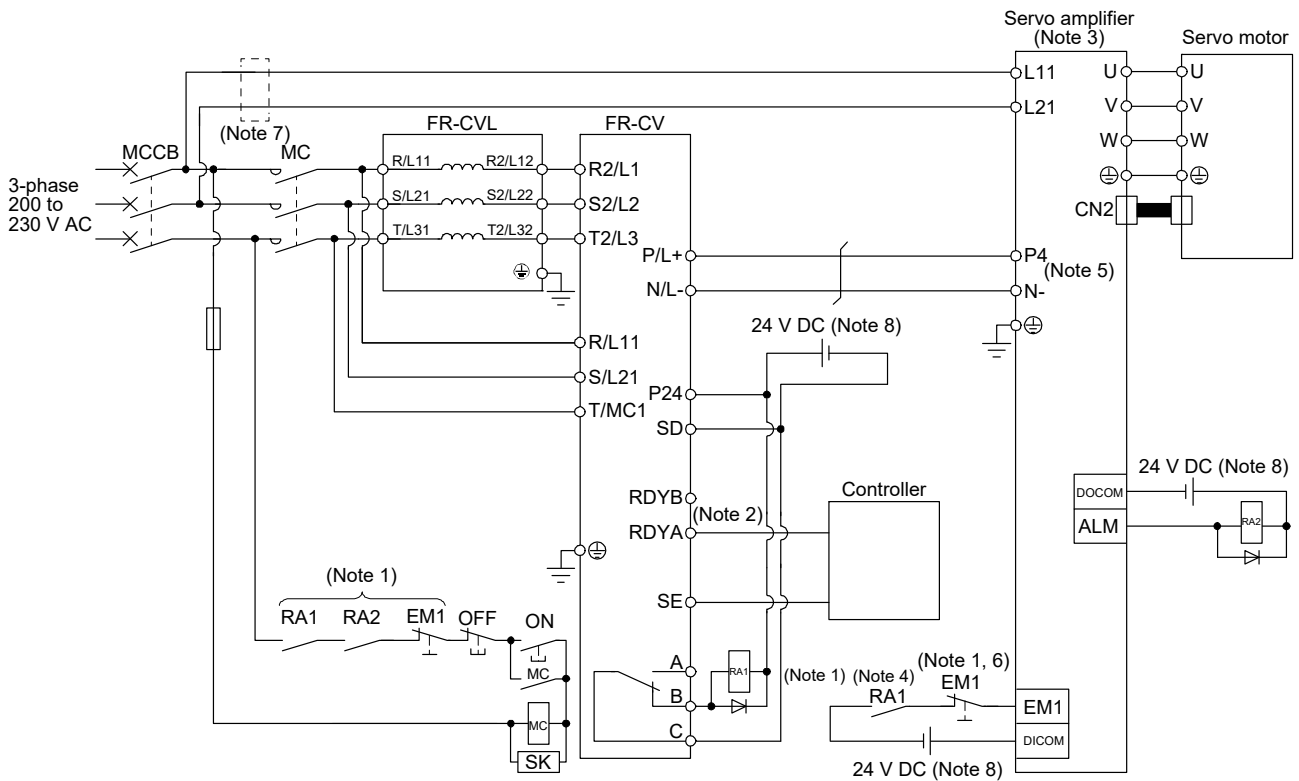 Servo amplifier
(Note 3)
Servo motor
L11
U
U
L21
V
V
(Note 7)
FR-CVL
FR-CV
W
W
MCCB
MC
R/L11
R2/L12
R2/L1
3-phase
200 to
230 V AC
S/L21
S2/L22
S2/L2
CN2
T/L31
T2/L32
T2/L3
P/L+
P4
(Note 5)
N/L-
N-
24 V DC (Note 8)
R/L11
S/L21
P24
T/MC1
SD
24 V DC (Note 8)
Controller
DOCOM
RDYB
(Note 2)
ALM
RA2
RDYA
(Note 1)
SE
RA1
RA2
EM1
OFF
ON
A
RA1
(Note 1)
(Note 4)
(Note 1, 6)
MC
B
RA1
EM1
EM1
MC
C
DICOM
SK
24 V DC (Note 8)